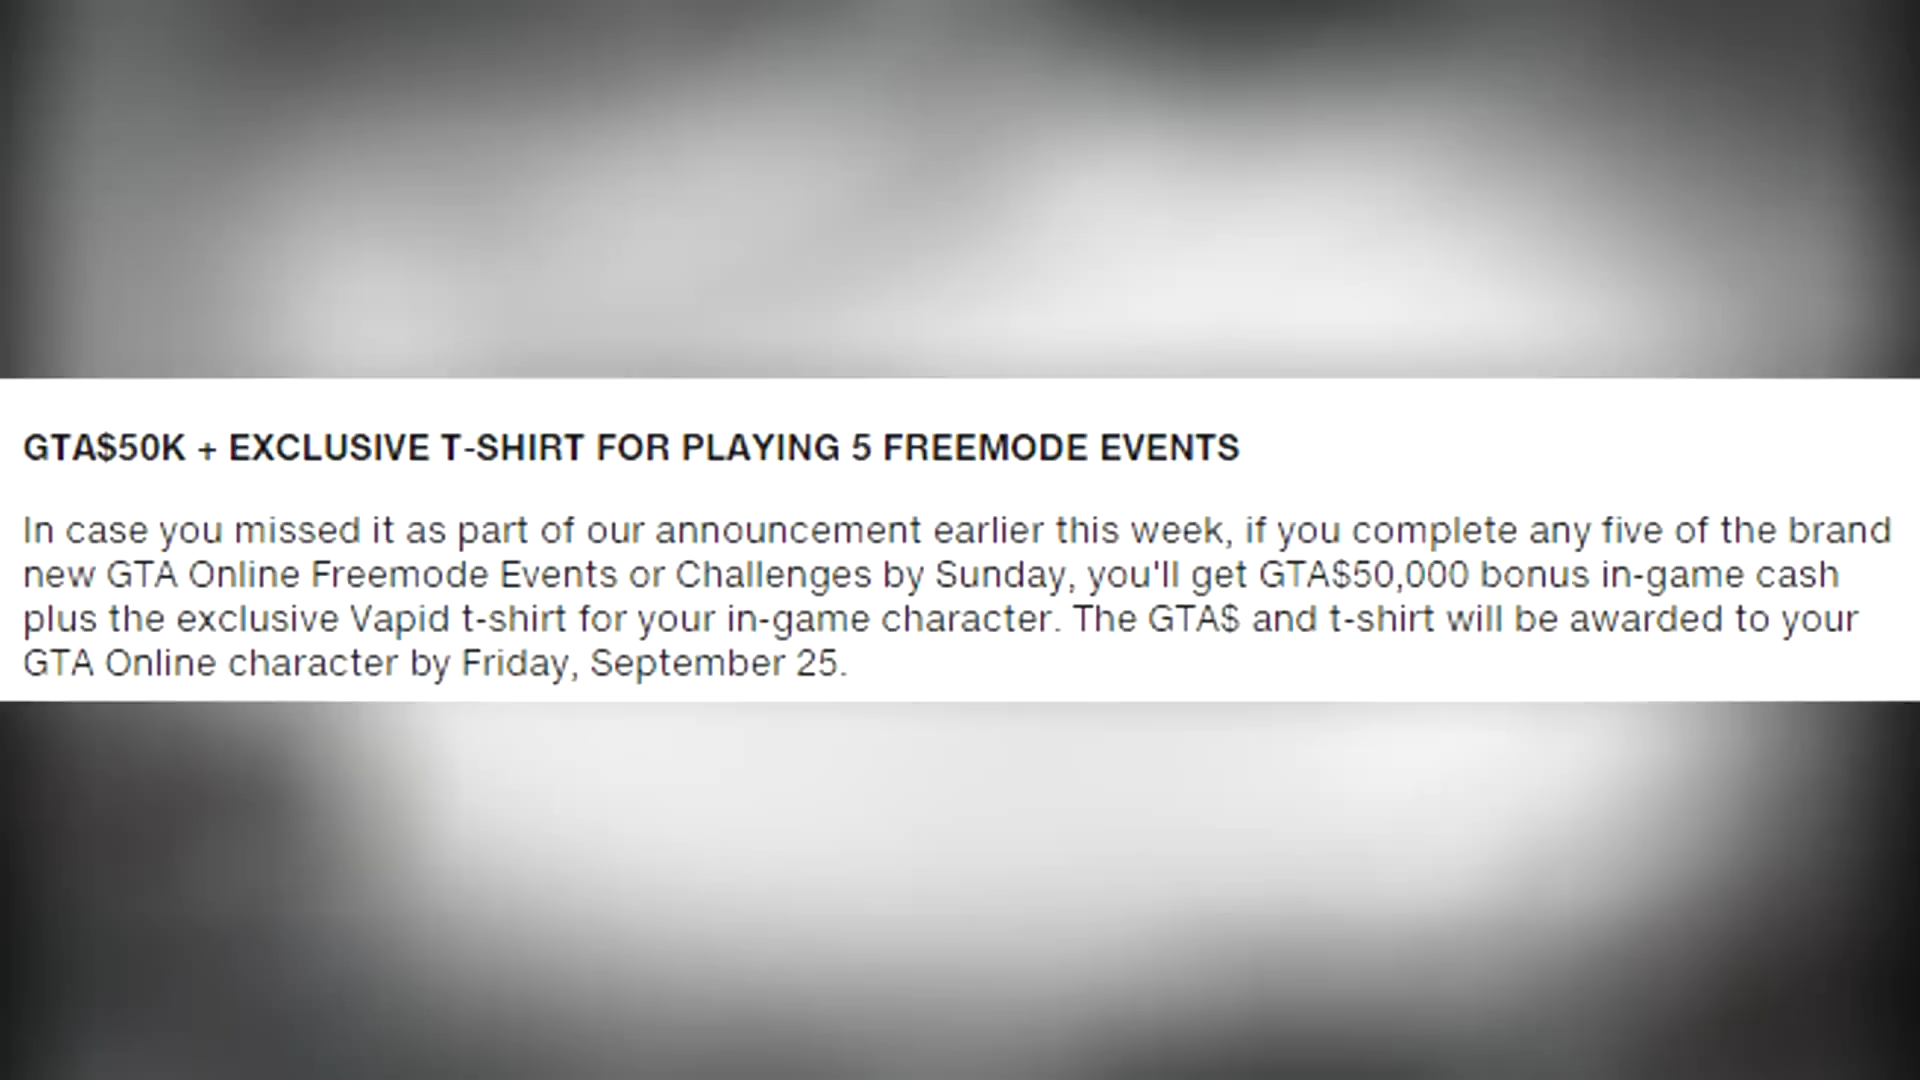 GTA$50K + EXCLUSIVE T-SHIRT FOR PLAYING 5 FREEMODE EVENTS
In case you missed it as part of our announcement earlier this week, if you complete any five of the brand
new GTA Online Freemode Events or Challenges by Sunday, you'll get GTA$50,000 bonus in-game cash
plus the exclusive Vapid t-shirt for your in-game character. The GTA$ and t-shirt will be awarded to your
GTA Online character by Friday, September 25.